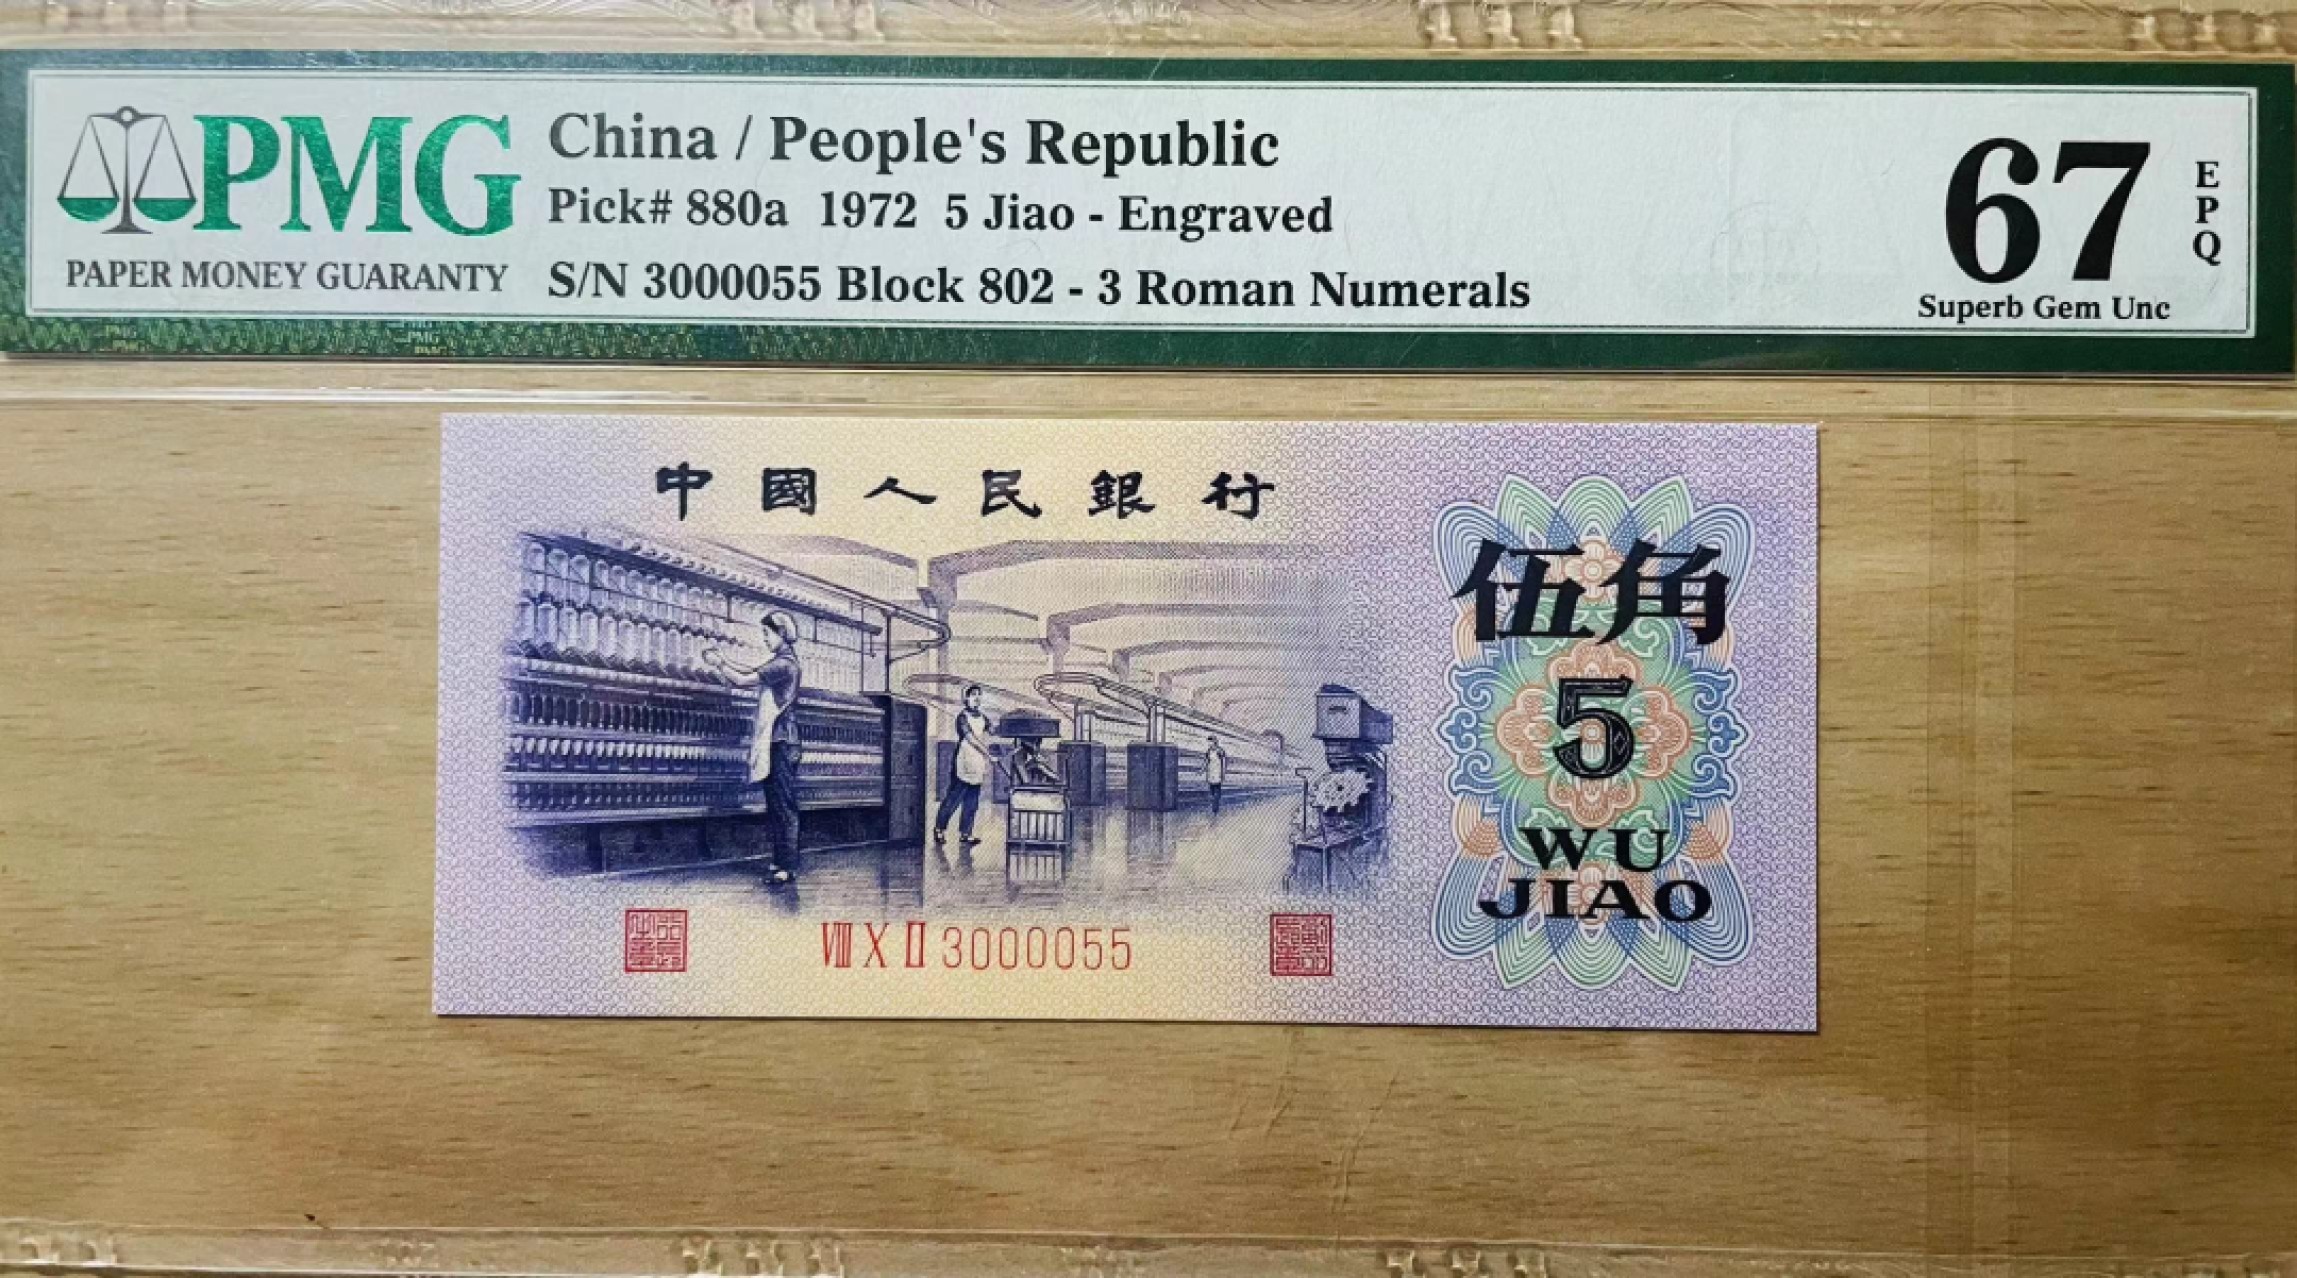 PMG
PAPER MONEY GUARANTY
China / People's Republic
Pick# 880a 1972 5 Jiao - Engraved
S/N 3000055 Block 802 - 3 Roman Numerals
67
EPQ
Superb Gem Unc
中國人民銀行
伍角
5
WU
JIAO
VIII X II 3000055